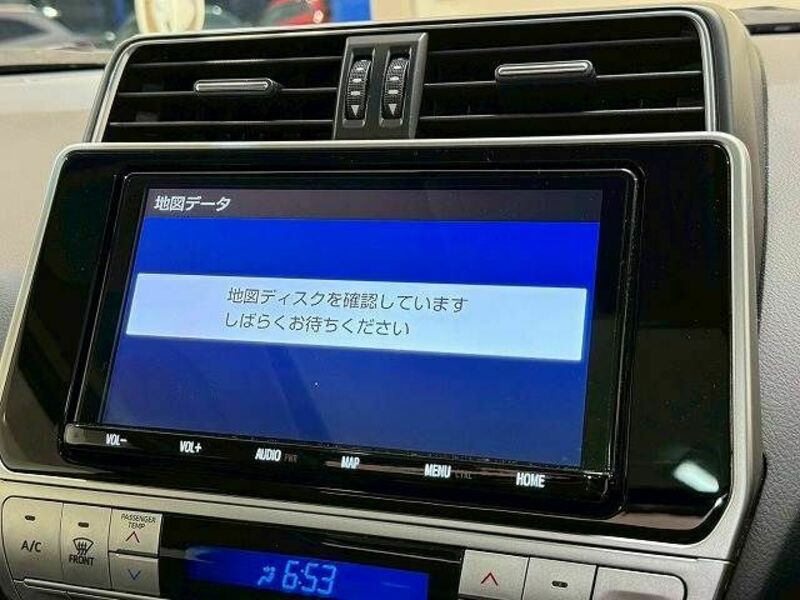 地図データ
地図ディスクを確認しています
しばらくお待ちください
VOL- VOL+ AUDIO PWR MAP MENU CTRL HOME
A/C
FRONT
PASSENGER
TEMP
6:53